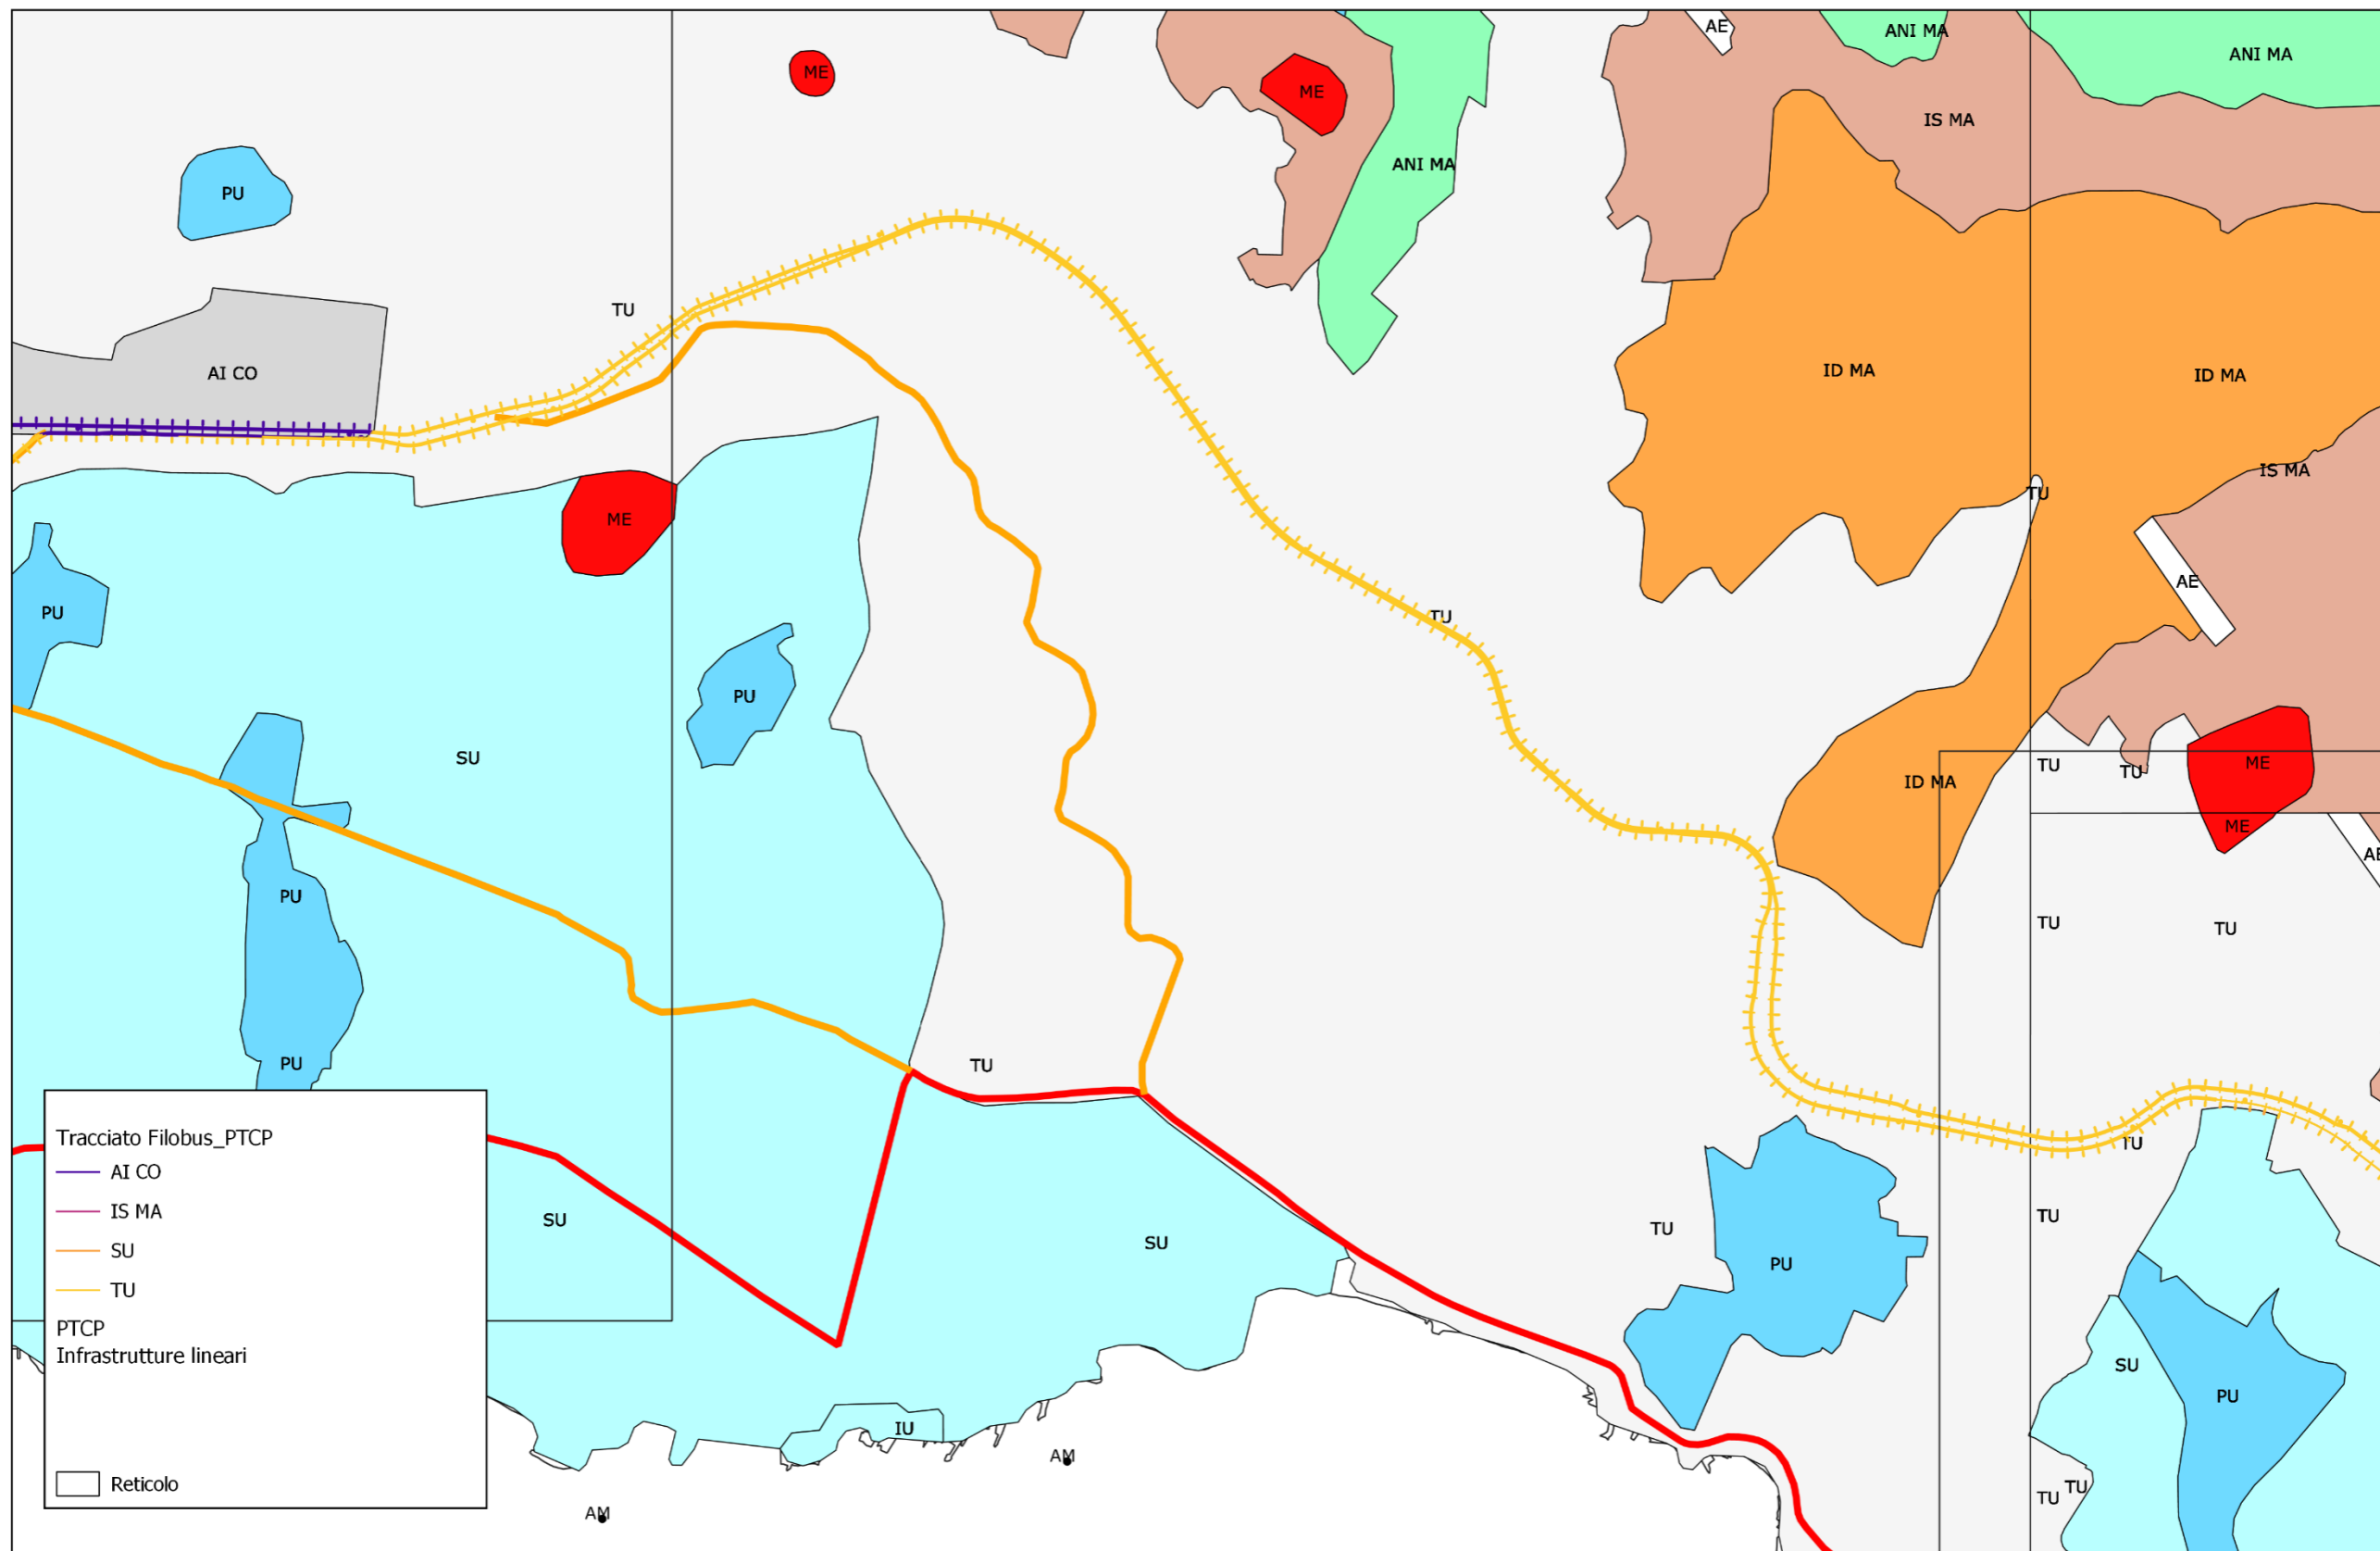 AE
ANI MA
ANI MA
ME
ME
IS MA
ANI MA
PU
TU
ID MA
AI CO
ID MA
IS MA
TU
ME
AE
PU
TU
PU
SU
TU
TU
ME
ID MA
ME
AE
PU
TU
TU
PU
TU
TU
SU
TU
TU
SU
PU
SU
PU
IU
AM
TU
TU
AM
Tracciato Filobus_PTCP
AI CO
IS MA
SU
TU
PTCP
Infrastrutture lineari
Reticolo